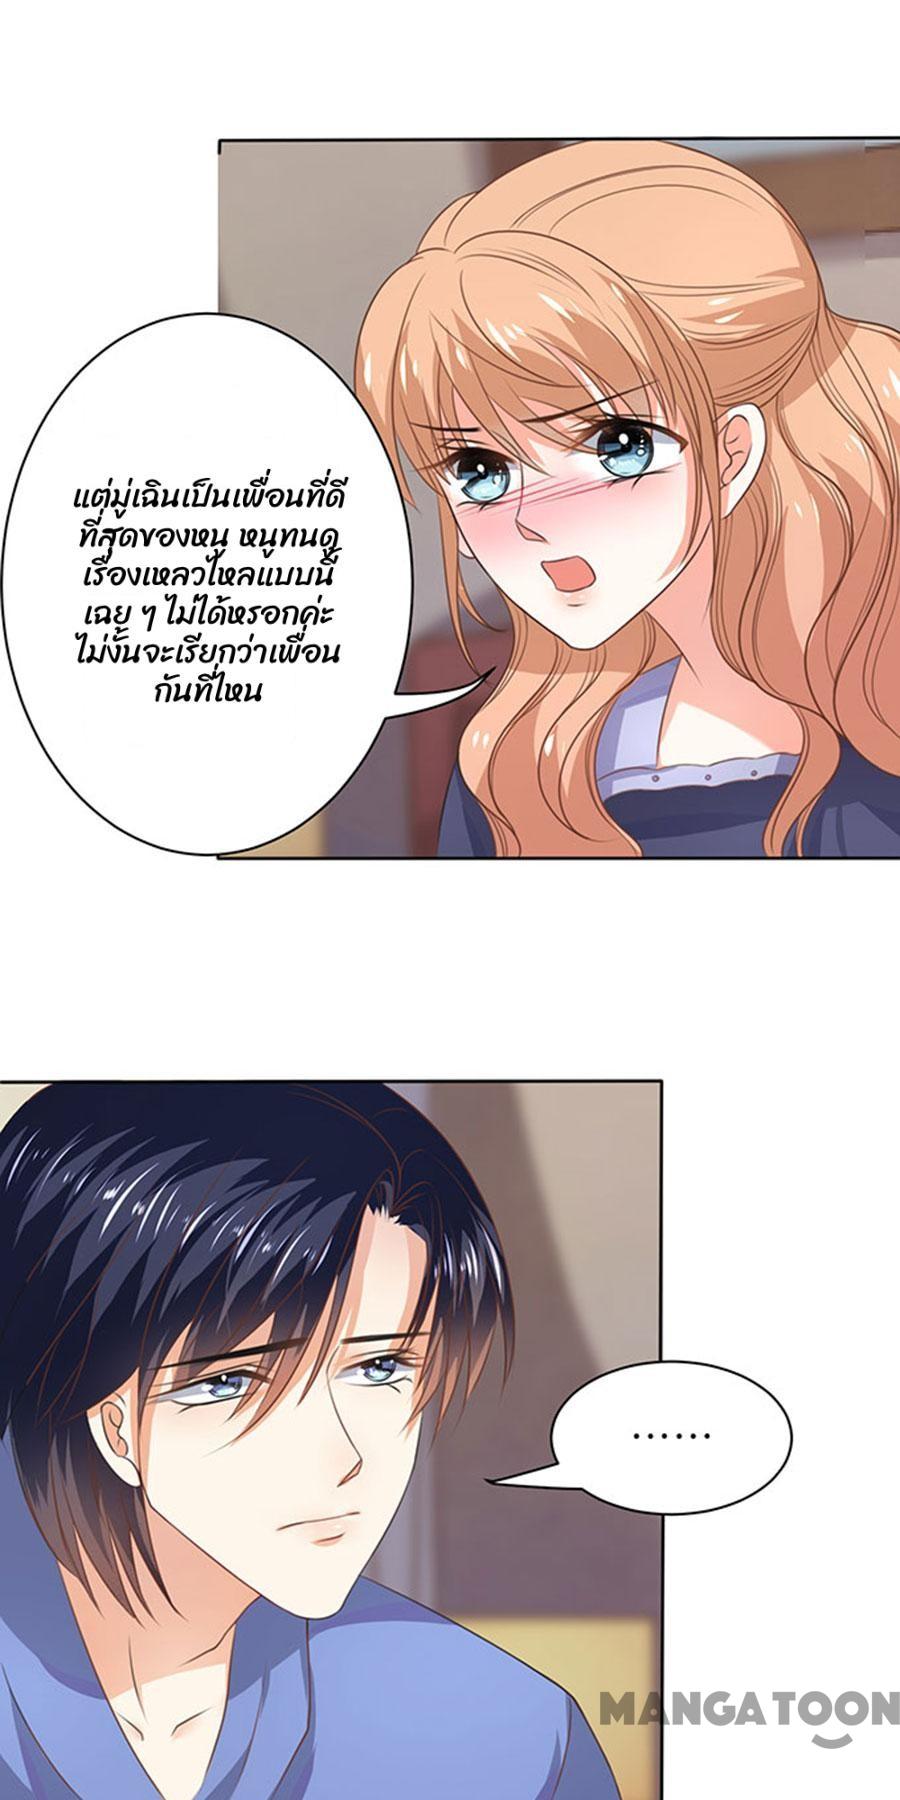 แต่มู่เฉินเป็นเพื่อนที่ดี
ที่สุดของหนู หนูทนดู
เรื่องเหลวไหลแบบนี้
เฉย ๆ ไม่ได้หรอกค่ะ
ไม่งั้นจะเรียกว่าเพื่อน
กันที่ไหน
......
MANGATOON